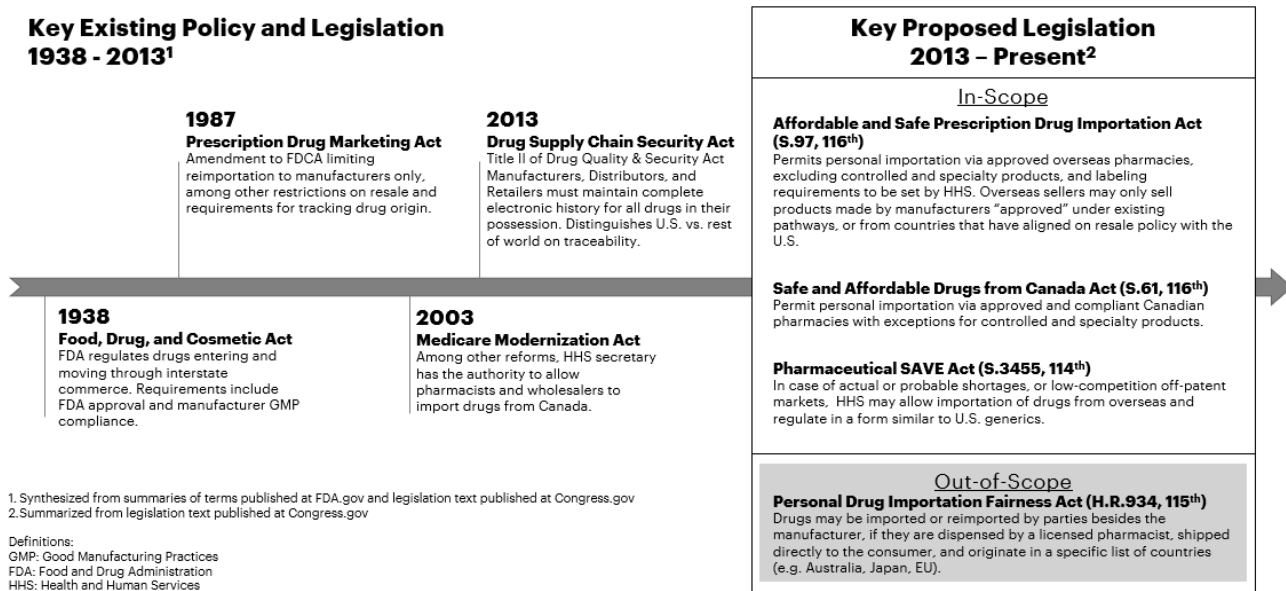 Key Existing Policy and Legislation
1938 - 2013¹
1987
Prescription Drug Marketing Act
Amendment to FDCA limiting
reimportation to manufacturers only,
among other restrictions on resale and
requirements for tracking drug origin.
2013
Drug Supply Chain Security Act
Title II of Drug Quality & Security Act
Manufacturers, Distributors, and
Retailers must maintain complete
electronic history for all drugs in their
possession. Distinguishes U.S. vs. rest
of world on traceability.
1938
Food, Drug, and Cosmetic Act
FDA regulates drugs entering and
moving through interstate
commerce. Requirements include
FDA approval and manufacturer GMP
compliance.
2003
Medicare Modernization Act
Among other reforms, HHS secretary
has the authority to allow
pharmacists and wholesalers to
import drugs from Canada.
Key Proposed Legislation
2013 – Present²
In-Scope
Affordable and Safe Prescription Drug Importation Act
(S.97, 116th)
Permits personal importation via approved overseas pharmacies,
excluding controlled and specialty products, and labeling
requirements to be set by HHS. Overseas sellers may only sell
products made by manufacturers “approved” under existing
pathways, or from countries that have aligned on resale policy with the
U.S.
Safe and Affordable Drugs from Canada Act (S.61, 116th)
Permit personal importation via approved and compliant Canadian
pharmacies with exceptions for controlled and specialty products.
Pharmaceutical SAVE Act (S.3455, 114th)
In case of actual or probable shortages, or low-competition off-patent
markets, HHS may allow importation of drugs from overseas and
regulate in a form similar to U.S. generics.
Out-of-Scope
Personal Drug Importation Fairness Act (H.R.934, 115th)
Drugs may be imported or reimported by parties besides the
manufacturer, if they are dispensed by a licensed pharmacist, shipped
directly to the consumer, and originate in a specific list of countries
(e.g. Australia, Japan, EU).
1. Synthesized from summaries of terms published at FDA.gov and legislation text published at Congress.gov
2. Summarized from legislation text published at Congress.gov
Definitions:
GMP: Good Manufacturing Practices
FDA: Food and Drug Administration
HHS: Health and Human Services